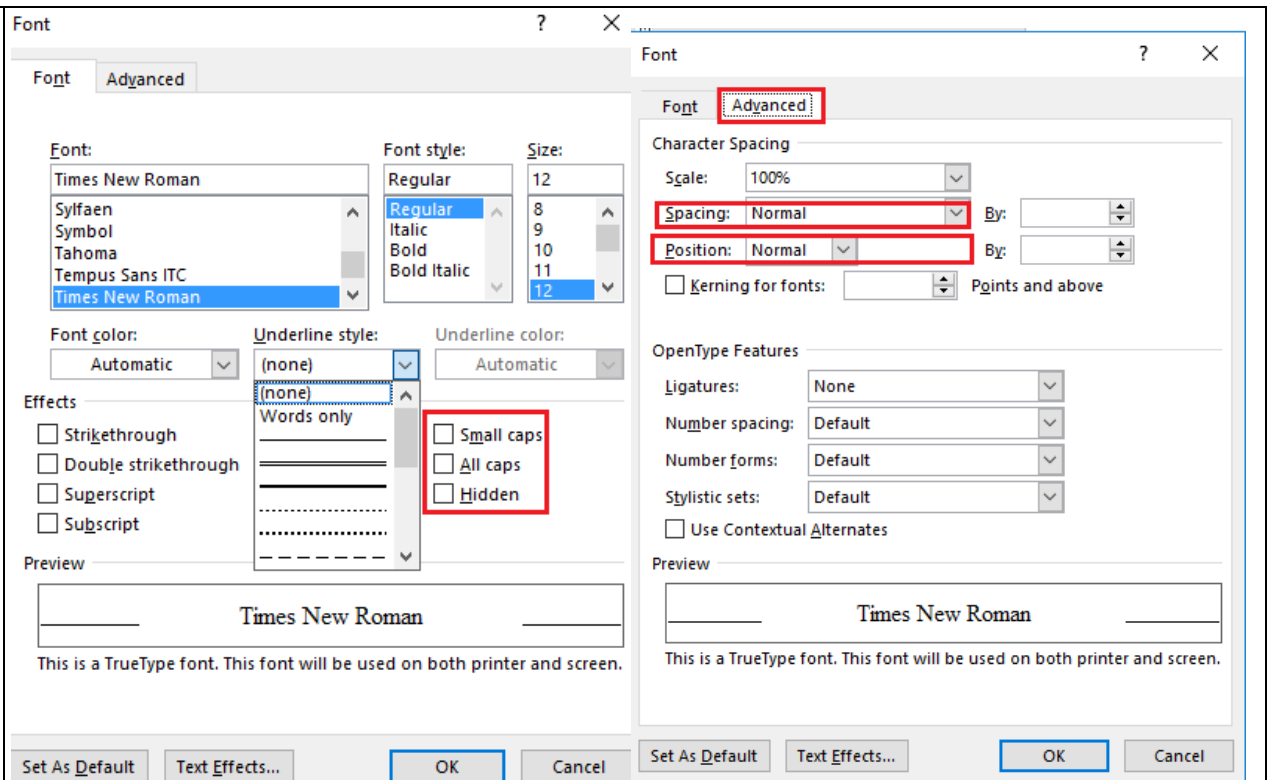 Font ?
Font Advanced
Font: Font style: Size:
Times New Roman Regular 12
Sylfaen Regular 8
Symbol Italic 9
Tahoma Bold 10
Tempus Sans ITC Bold Italic 11
Times New Roman 12
Font color: Underline style: Underline color:
Automatic (none) Automatic
(none)
Words only
Effects
Strikethrough Small caps
Double strikethrough All caps
Superscript Hidden
Subscript
Preview
Times New Roman
This is a TrueType font. This font will be used on both printer and screen.
Set As Default Text Effects... OK Cancel
Font ?
Font Advanced
Character Spacing
Scale: 100%
Spacing: Normal By:
Position: Normal By:
Kerning for fonts: Points and above
OpenType Features
Ligatures: None
Number spacing: Default
Number forms: Default
Stylistic sets: Default
Use Contextual Alternates
Preview
Times New Roman
This is a TrueType font. This font will be used on both printer and screen.
Set As Default Text Effects... OK Cancel